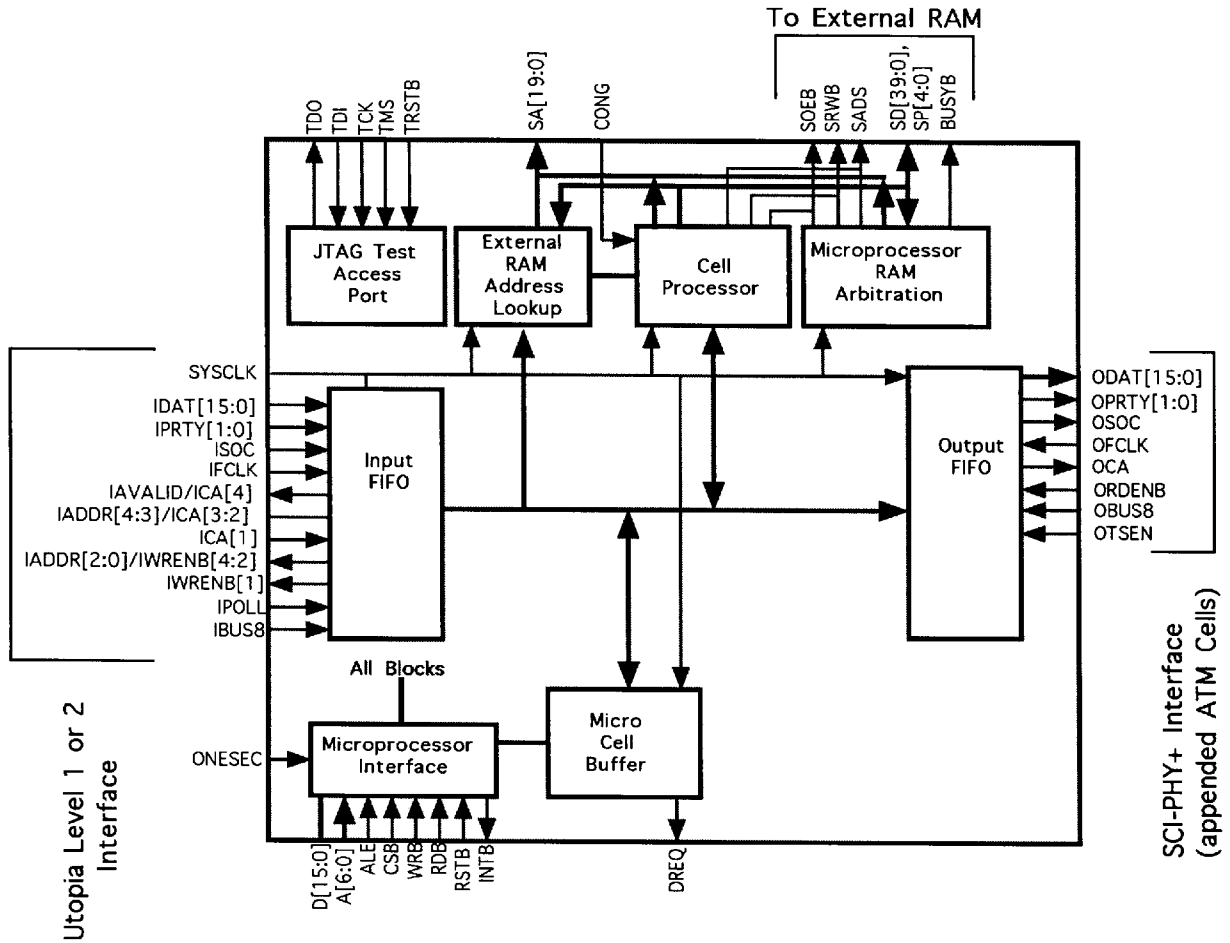 To External RAM
TDO
TDI
TCK
TMS
TRSTB
SA[19:0]
CONG
SOEB
SRWB
SADS
SD[39:0],
SP[4:0]
BUSYB
JTAG Test
Access
Port
External
RAM
Address
Lookup
Cell
Processor
Microprocessor
RAM
Arbitration
SYSCLK
IDAT[15:0]
IPRTY[1:0]
ISOC
IFCLK
IAVALID/ICA[4]
IADDR[4:3]/ICA[3:2]
ICA[1]
IADDR[2:0]/IWRENB[4:2]
IWRENB[1]
IPOLL
IBUS8
Input
FIFO
Output
FIFO
ODAT[15:0]
OPRTY[1:0]
OSOC
OFCLK
OCA
ORDENB
OBUS8
OTSEN
All Blocks
Microprocessor
Interface
Micro
Cell
Buffer
ONESEC
D[15:0]
A[6:0]
ALE
CSB
WRB
RDB
RSTB
INTB
DREQ
Utopia Level 1 or 2
Interface
SCI-PHY+ Interface
(appended ATM Cells)